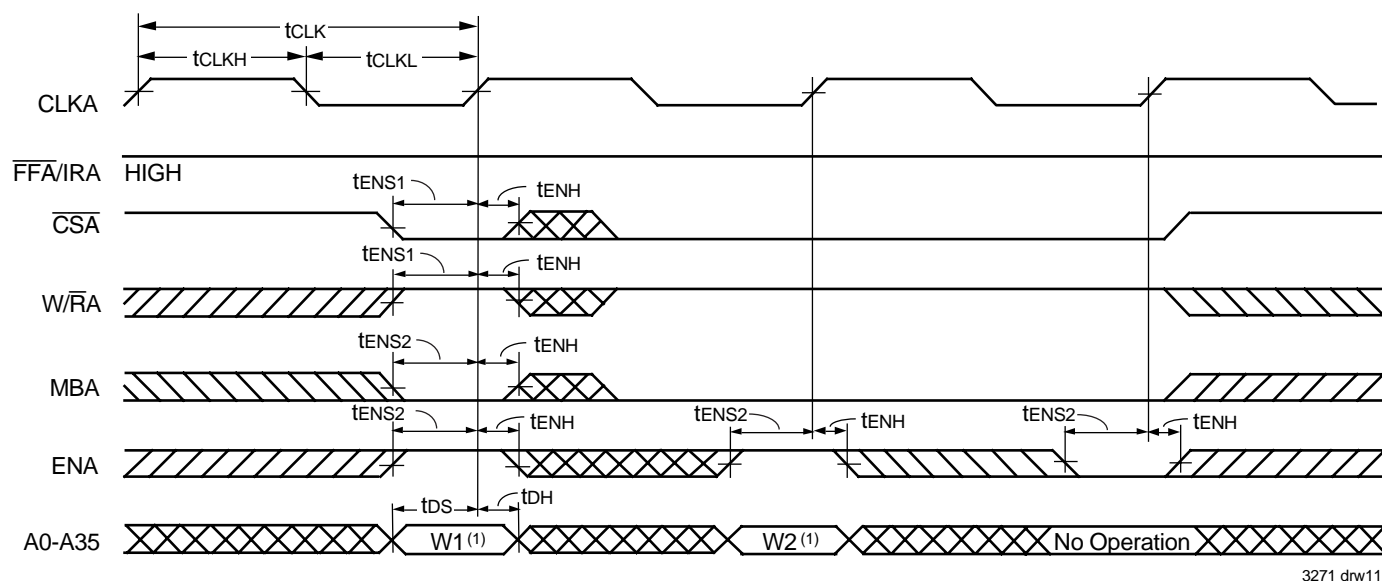 tCLK
tCLKH tCLKL
CLKA
FFA/IRA HIGH
tENS1 tENH
CSA
tENS1 tENH
W/RA
tENS2 tENH
MBA
tENS2 tENH tENS2 tENH tENS2 tENH
ENA
tDS tDH
A0-A35 W1 (1) W2 (1) No Operation
3271 drw11